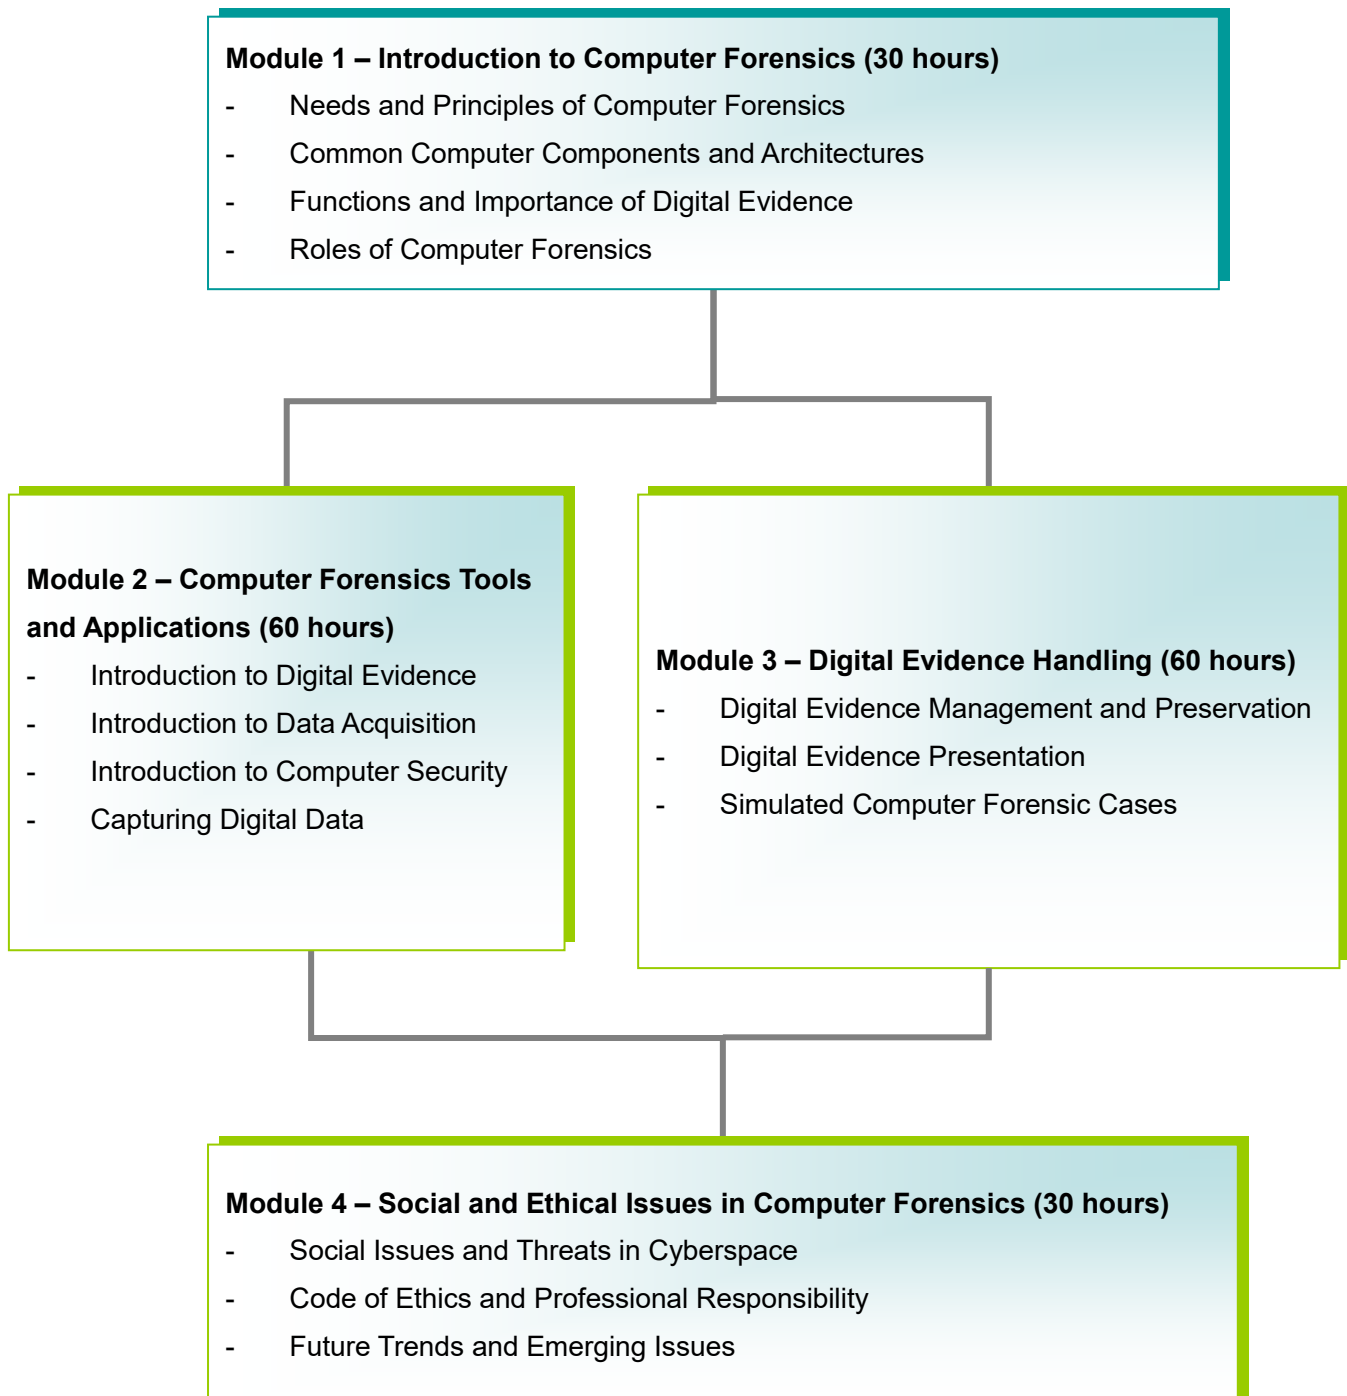 Module 1 – Introduction to Computer Forensics (30 hours)
- Needs and Principles of Computer Forensics
- Common Computer Components and Architectures
- Functions and Importance of Digital Evidence
- Roles of Computer Forensics
Module 2 – Computer Forensics Tools
and Applications (60 hours)
- Introduction to Digital Evidence
- Introduction to Data Acquisition
- Introduction to Computer Security
- Capturing Digital Data
Module 3 – Digital Evidence Handling (60 hours)
- Digital Evidence Management and Preservation
- Digital Evidence Presentation
- Simulated Computer Forensic Cases
Module 4 – Social and Ethical Issues in Computer Forensics (30 hours)
- Social Issues and Threats in Cyberspace
- Code of Ethics and Professional Responsibility
- Future Trends and Emerging Issues